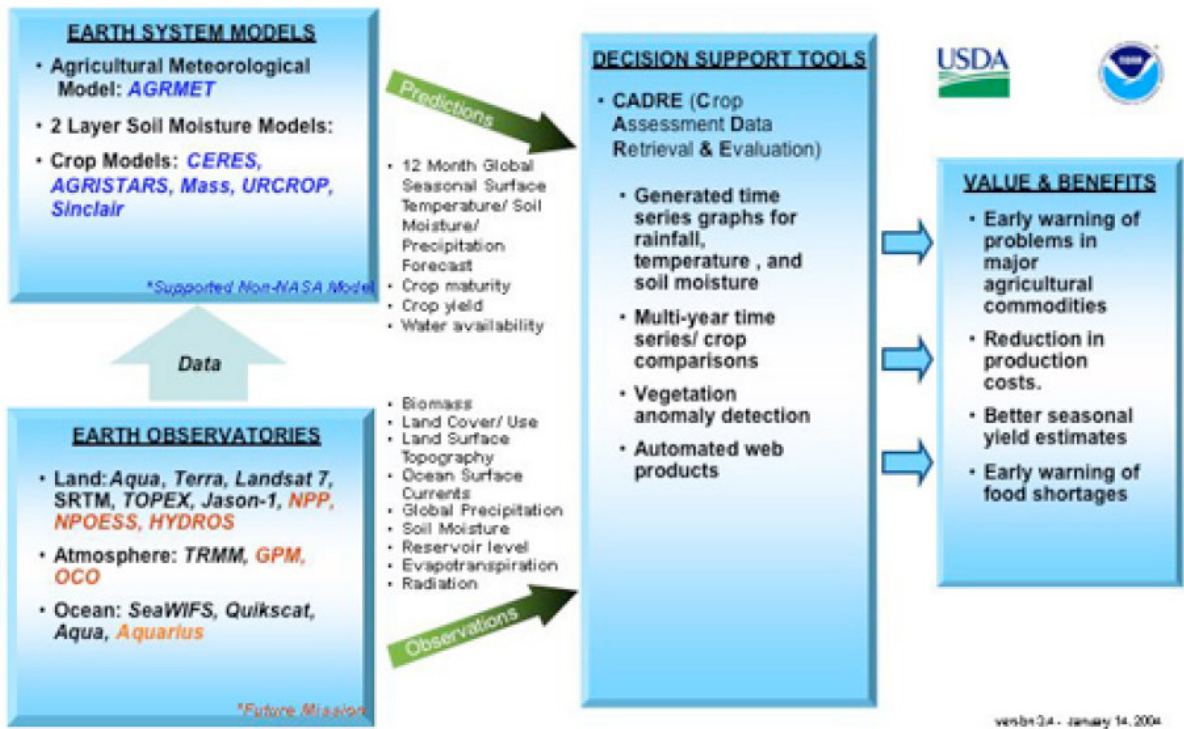 EARTH SYSTEM MODELS
• Agricultural Meteorological
Model: AGRMET
• 2 Layer Soil Moisture Models:
• Crop Models: CERES,
AGRISTARS, Mass, URCROP,
Sinclair
*Supported Non-NASA Model
Data
EARTH OBSERVATORIES
• Land: Aqua, Terra, Landsat 7,
SRTM, TOPEX, Jason-1, NPP,
NPOESS, HYDROS
• Atmosphere: TRMM, GPM,
OCO
• Ocean: SeaWIFS, Quikscat,
Aqua, Aquarius
*Future Mission
Predictions
• 12 Month Global
Seasonal Surface
Temperature/ Soil
Moisture/
Precipitation
Forecast
• Crop maturity
• Crop yield
• Water availability
• Biomass
• Land Cover/ Use
• Land Surface
Topography
• Ocean Surface
Currents
• Global Precipitation
• Soil Moisture
• Reservoir level
• Evapotranspiration
• Radiation
Observations
DECISION SUPPORT TOOLS
• CADRE (Crop
Assessment Data
Retrieval & Evaluation)
• Generated time
series graphs for
rainfall,
temperature , and
soil moisture
• Multi-year time
series/ crop
comparisons
• Vegetation
anomaly detection
• Automated web
products
USDA
noaa
VALUE & BENEFITS
• Early warning of
problems in
major
agricultural
commodities
• Reduction in
production
costs.
• Better seasonal
yield estimates
• Early warning of
food shortages
version 3.4 - January 14, 2004